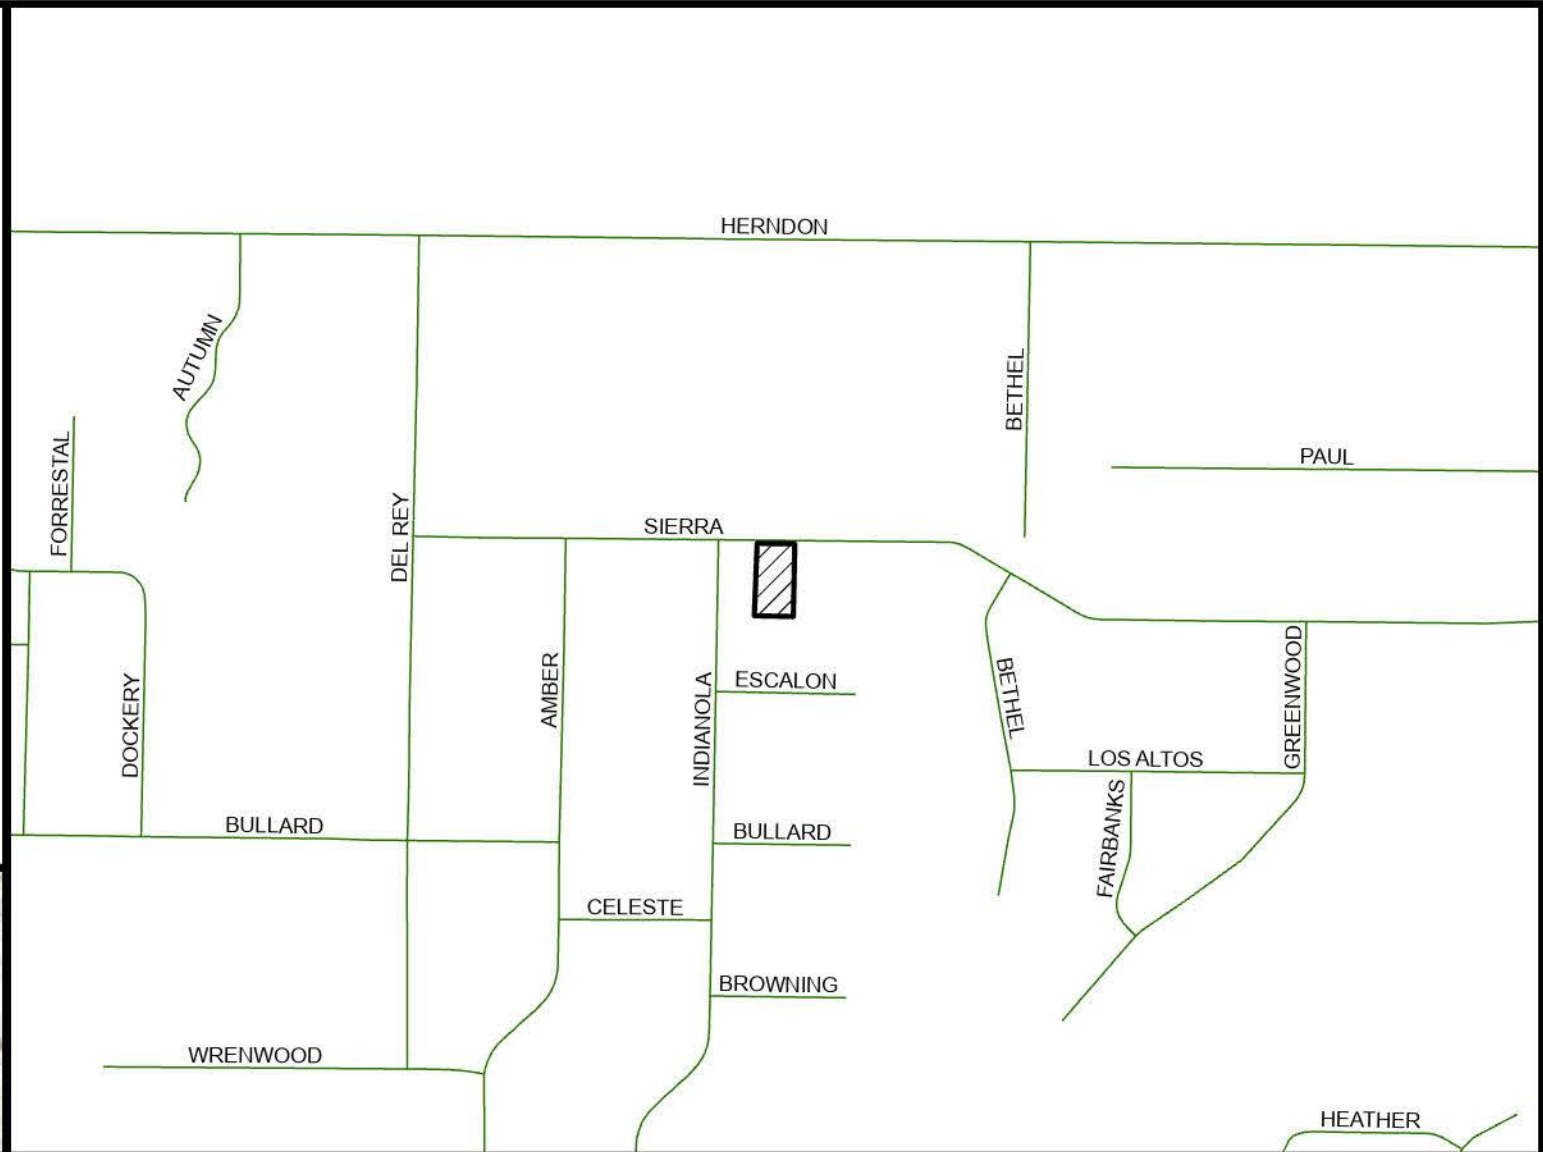 HERNDON
AUTUMN
BETHEL
FORRESTAL
PAUL
DEL REY
SIERRA
AMBER
INDIANOLA
ESCALON
BETHEL
GREENWOOD
DOCKERY
LOS ALTOS
BULLARD
BULLARD
FAIRBANKS
CELESTE
BROWNING
WRENWOOD
HEATHER